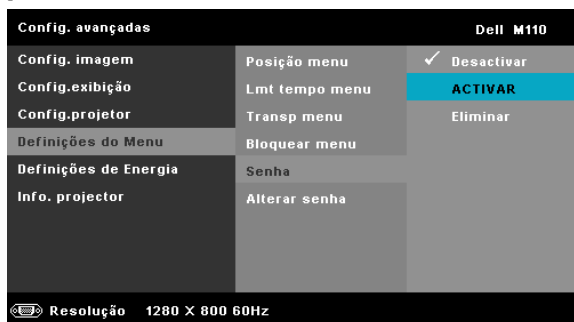 Config. avançadas Dell M110
Config. imagem
Config.exibição
Config.projetor
Definições do Menu
Definições de Energia
Info. projector
Posição menu
Lmt tempo menu
Transp menu
Bloquear menu
Senha
Alterar senha
Desactivar
ACTIVAR
Eliminar
Resolução 1280 X 800 60Hz